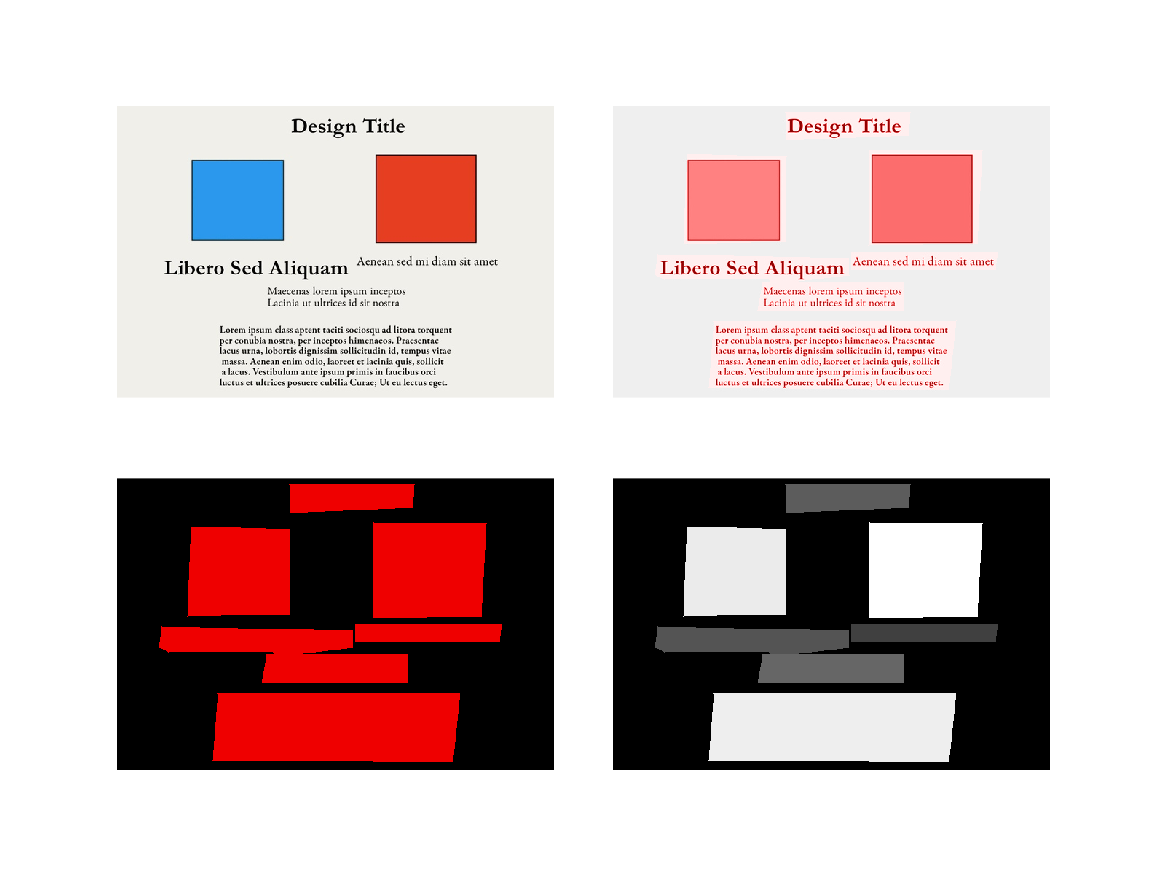 Design Title
Libero Sed Aliquam
Aenean sed mi diam sit amet
Maecenas lorem ipsum inceptos
Lacinia ut ultrices id sit nostra
Lorem ipsum class aptent taciti sociosqu ad litora torquent
per conubia nostra, per inceptos himenaeos. Praesentae
lacus urna, lobortis dignissim sollicitudin id, tempus vitae
massa. Aenean enim odio, laoreet et lacinia quis, sollicit
a lacus. Vestibulum ante ipsum primis in faucibus orci
luctus et ultrices posuere cubilia Curae; Ut eu lectus eget.
Design Title
Libero Sed Aliquam
Aenean sed mi diam sit amet
Maecenas lorem ipsum inceptos
Lacinia ut ultrices id sit nostra
Lorem ipsum class aptent taciti sociosqu ad litora torquent
per conubia nostra, per inceptos himenaeos. Praesentae
lacus urna, lobortis dignissim sollicitudin id, tempus vitae
massa. Aenean enim odio, laoreet et lacinia quis, sollicit
a lacus. Vestibulum ante ipsum primis in faucibus orci
luctus et ultrices posuere cubilia Curae; Ut eu lectus eget.